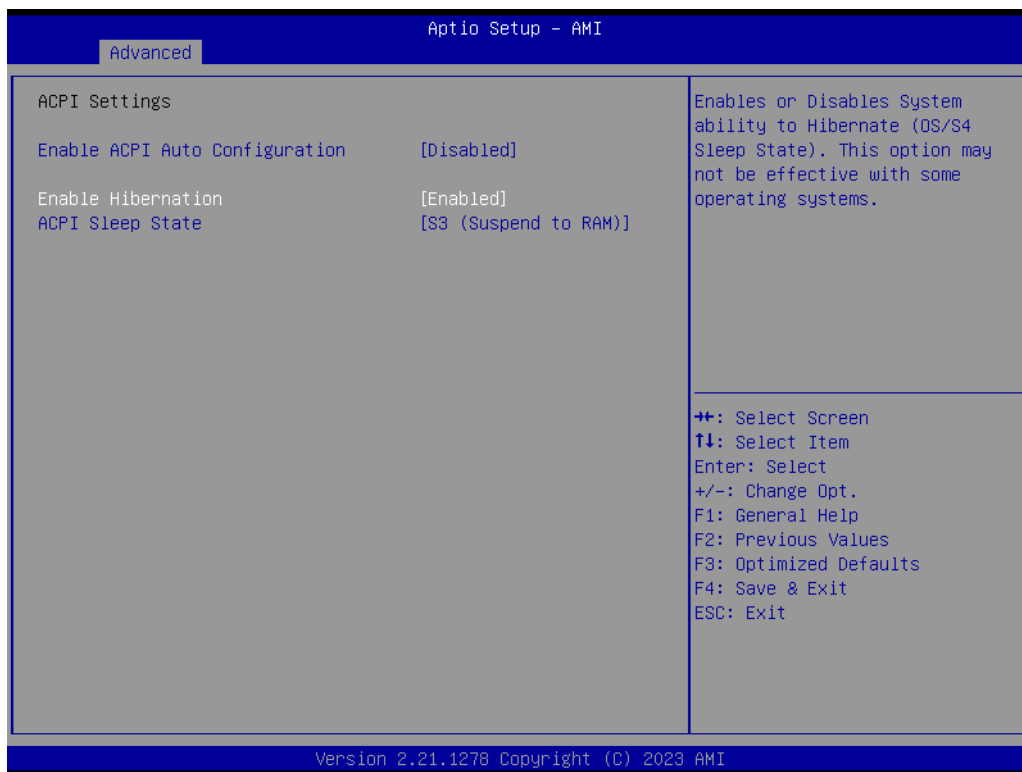 Aptio Setup – AMI
Advanced
ACPI Settings
Enable ACPI Auto Configuration [Disabled]
Enable Hibernation [Enabled]
ACPI Sleep State [S3 (Suspend to RAM)]
Enables or Disables System
ability to Hibernate (OS/S4
Sleep State). This option may
not be effective with some
operating systems.
→←: Select Screen
↑↓: Select Item
Enter: Select
+/-: Change Opt.
F1: General Help
F2: Previous Values
F3: Optimized Defaults
F4: Save & Exit
ESC: Exit
Version 2.21.1278 Copyright (C) 2023 AMI